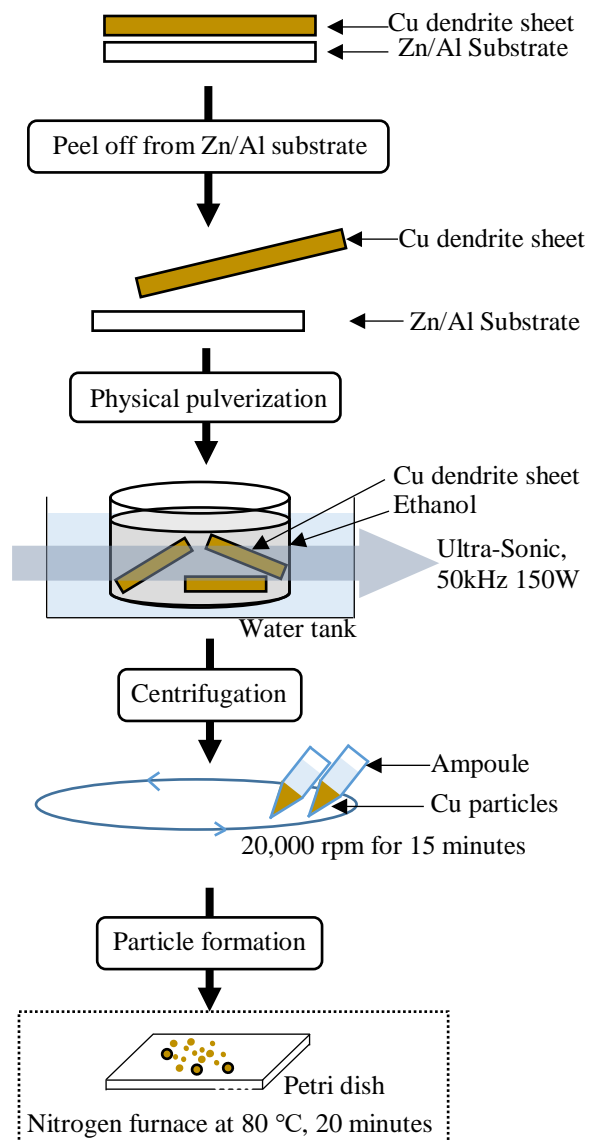 Cu dendrite sheet
Zn/Al Substrate
Peel off from Zn/Al substrate
Cu dendrite sheet
Zn/Al Substrate
Physical pulverization
Cu dendrite sheet
Ethanol
Ultra-Sonic,
50kHz 150W
Water tank
Centrifugation
Ampoule
Cu particles
20,000 rpm for 15 minutes
Particle formation
Petri dish
Nitrogen furnace at 80 ℃, 20 minutes